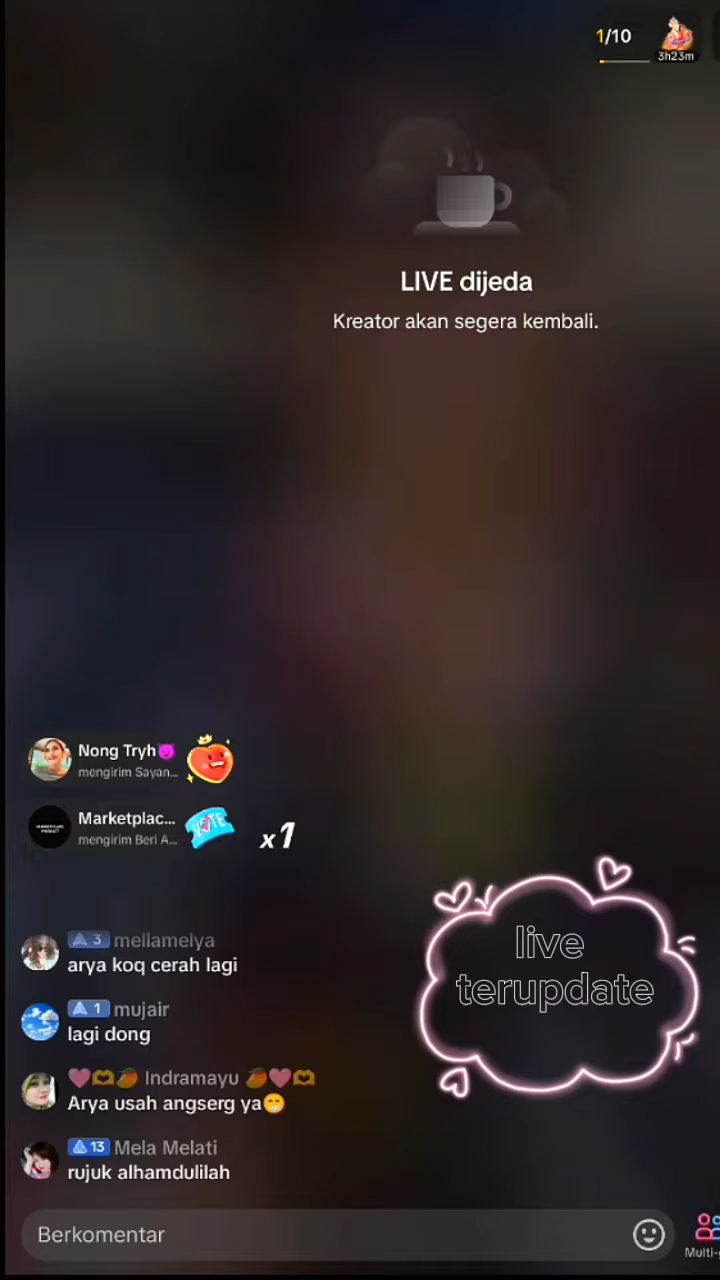 1/10
3h23m
LIVE dijeda
Kreator akan segera kembali.
Nong Tryh😈
mengirim Sayan...
Marketplac...
mengirim Beri A...
VOTE
x1
live
terupdate
3 mellamelya
arya koq cerah lagi
1 mujair
lagi dong
🩷🫶🥭 Indramayu 🥭🩷🫶
Arya usah angserg ya😁
13 Mela Melati
rujuk alhamdulilah
Berkomentar
Multi-